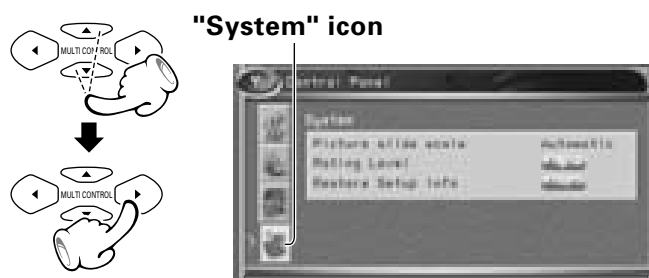 "System" icon
MULTI CONTROL
MULTI CONTROL
Control Panel
System
Picture slide scale Automatic
Rating Level
Restore Setup Info